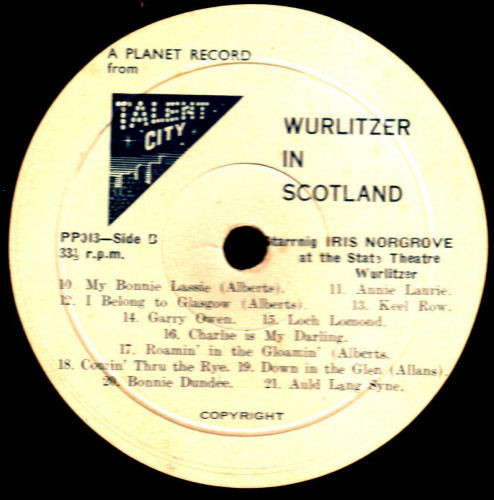 A PLANET RECORD
from
TALENT
CITY
WURLITZER
IN
SCOTLAND
PP013—Side B
33⅓ r.p.m.
Starrnig IRIS NORGROVE
at the State Theatre
Wurlitzer
10. My Bonnie Lassie (Alberts). 11. Annie Laurie.
12. I Belong to Glasgow (Alberts). 13. Keel Row.
14. Garry Owen. 15. Loch Lomond.
16. Charlie is My Darling.
17. Roamin' in the Gloamin' (Alberts.
18. Comin' Thru the Rye. 19. Down in the Glen (Allans).
20. Bonnie Dundee. 21. Auld Lang Syne.
COPYRIGHT